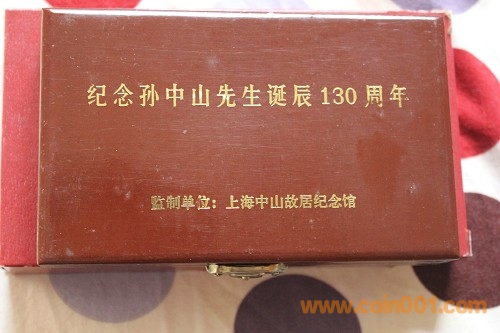 纪念孙中山先生诞辰130周年
监制单位：上海中山故居纪念馆
www.coin001.com